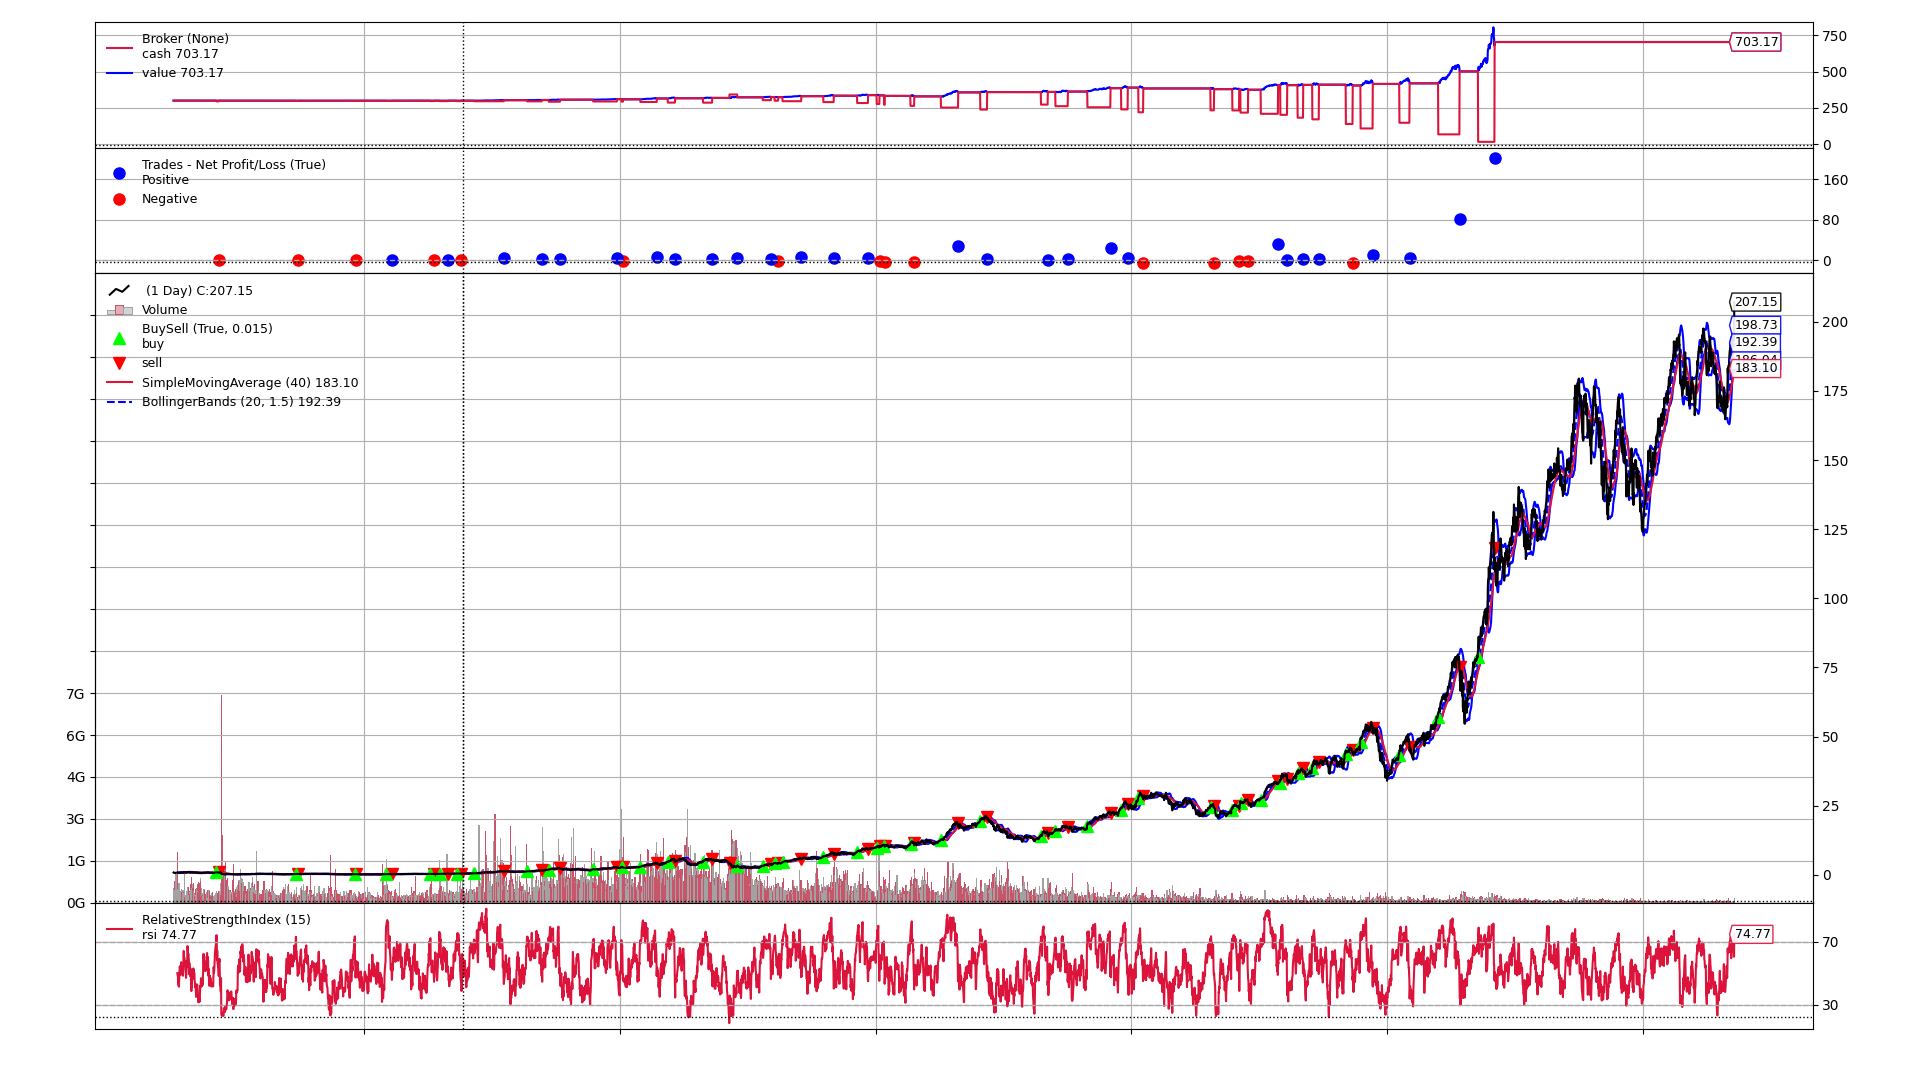 Broker (None)
cash 703.17
value 703.17
703.17
750
500
250
0
Trades - Net Profit/Loss (True)
Positive
Negative
160
80
0
(1 Day) C:207.15
Volume
BuySell (True, 0.015)
buy
sell
SimpleMovingAverage (40) 183.10
BollingerBands (20, 1.5) 192.39
207.15
198.73
192.39
186.04
183.10
200
175
150
125
100
75
50
25
0
7G
6G
4G
3G
1G
0G
RelativeStrengthIndex (15)
rsi 74.77
74.77
70
30